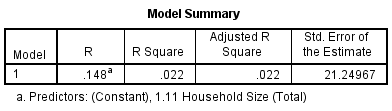 Model Summary
Model R R Square Adjusted R Square Std. Error of the Estimate
1 .148a .022 .022 21.24967
a. Predictors: (Constant), 1.11 Household Size (Total)